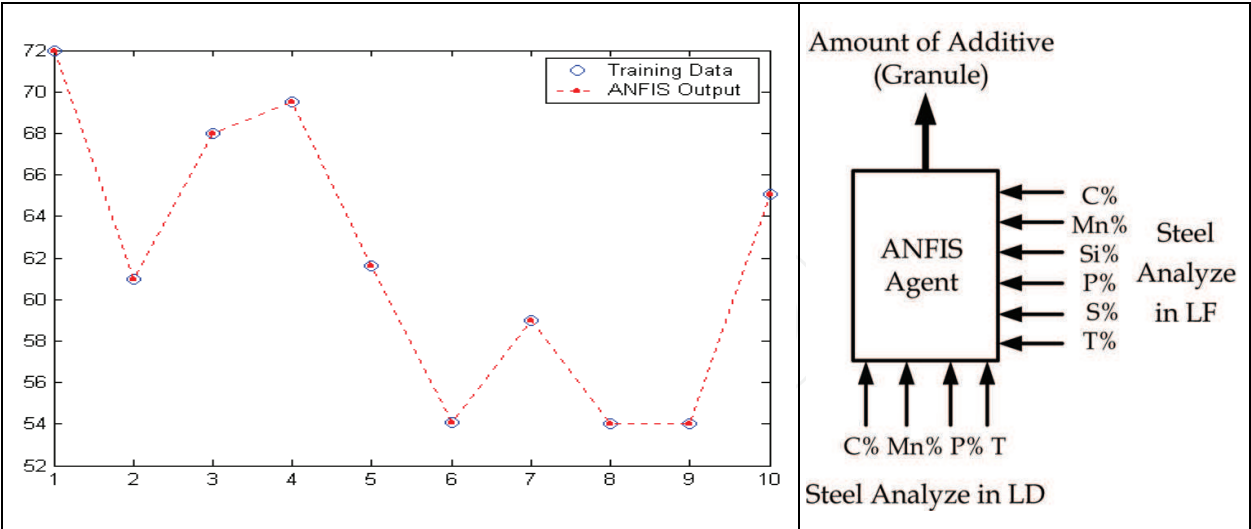 72
70
68
66
64
62
60
58
56
54
52
1 2 3 4 5 6 7 8 9 10
Training Data
ANFIS Output
Amount of Additive
(Granule)
ANFIS
Agent
C%
Mn%
Si%
P%
S%
T%
Steel
Analyze
in LF
C% Mn% P% T
Steel Analyze in LD